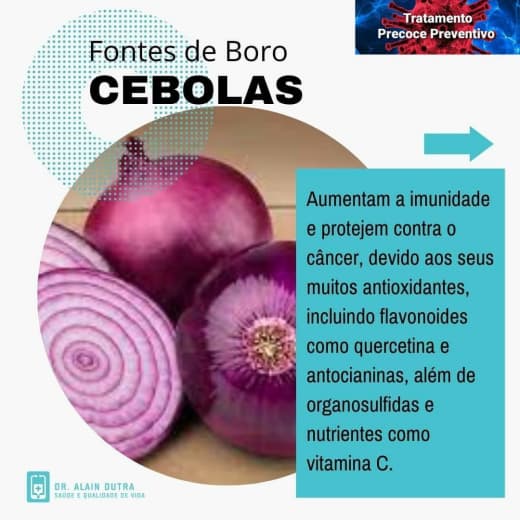 Tratamento
Precoce Preventivo
Fontes de Boro
CEBOLAS
Aumentam a imunidade
e protejem contra o
câncer, devido aos seus
muitos antioxidantes,
incluindo flavonoides
como quercetina e
antocianinas, além de
organosulfidas e
nutrientes como
vitamina C.
DR. ALAIN DUTRA
SAÚDE E QUALIDADE DE VIDA